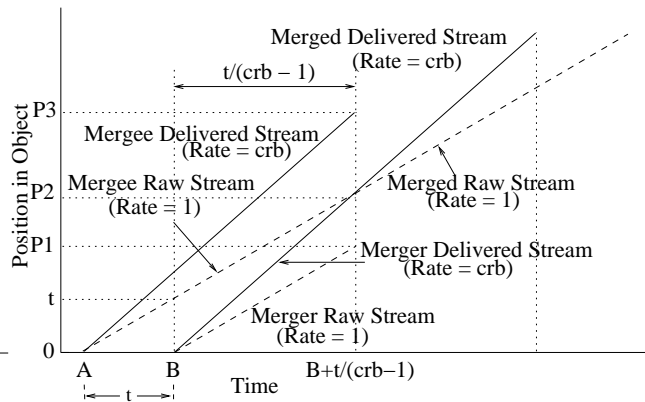 Merged Delivered Stream
(Rate = crb)
t/(crb − 1)
P3
Mergee Delivered Stream
(Rate = crb)
Mergee Raw Stream
(Rate = 1)
Merged Raw Stream
(Rate = 1)
P2
P1
Merger Delivered Stream
(Rate = crb)
t
Merger Raw Stream
(Rate = 1)
0
Position in Object
A
B
B+t/(crb−1)
Time
t